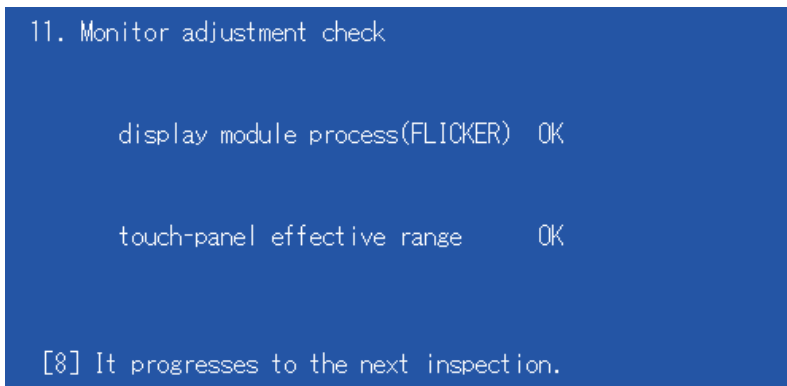 11. Monitor adjustment check
display module process(FLICKER) OK
touch-panel effective range OK
[8] It progresses to the next inspection.